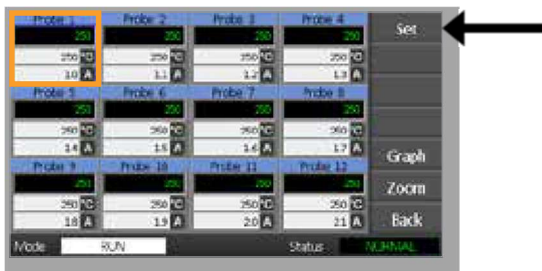 Probe 1 Probe 2 Probe 3 Probe 4 Set
250 250 250 250
250 °C 250 °C 250 °C 250 °C
1.0 A 1.1 A 1.2 A 1.3 A
Probe 5 Probe 6 Probe 7 Probe 8
250 250 250 250
250 °C 250 °C 250 °C 250 °C
1.4 A 1.5 A 1.6 A 1.7 A Graph
Probe 9 Probe 10 Probe 11 Probe 12
250 250 250 250 Zoom
250 °C 250 °C 250 °C 250 °C
1.8 A 1.9 A 2.0 A 2.1 A Back
Mode RUN Status NORMAL